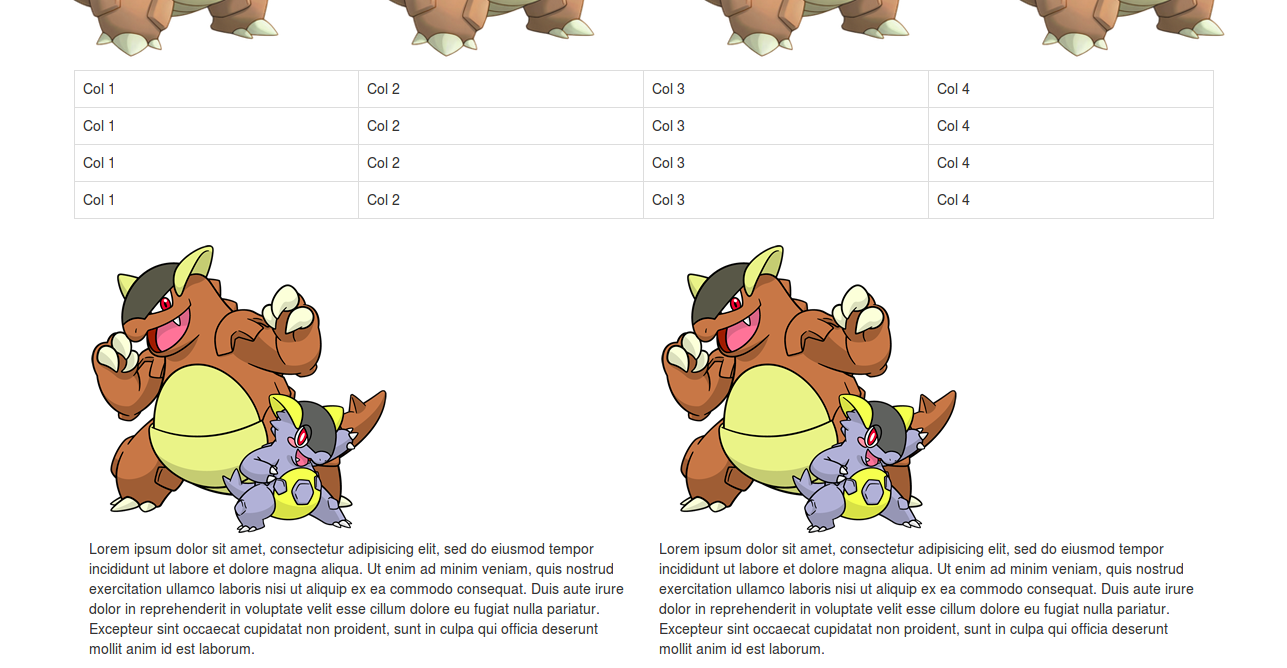 Col 1 Col 2 Col 3 Col 4
Col 1 Col 2 Col 3 Col 4
Col 1 Col 2 Col 3 Col 4
Col 1 Col 2 Col 3 Col 4
Lorem ipsum dolor sit amet, consectetur adipisicing elit, sed do eiusmod tempor
incididunt ut labore et dolore magna aliqua. Ut enim ad minim veniam, quis nostrud
exercitation ullamco laboris nisi ut aliquip ex ea commodo consequat. Duis aute irure
dolor in reprehenderit in voluptate velit esse cillum dolore eu fugiat nulla pariatur.
Excepteur sint occaecat cupidatat non proident, sunt in culpa qui officia deserunt
mollit anim id est laborum.
Lorem ipsum dolor sit amet, consectetur adipisicing elit, sed do eiusmod tempor
incididunt ut labore et dolore magna aliqua. Ut enim ad minim veniam, quis nostrud
exercitation ullamco laboris nisi ut aliquip ex ea commodo consequat. Duis aute irure
dolor in reprehenderit in voluptate velit esse cillum dolore eu fugiat nulla pariatur.
Excepteur sint occaecat cupidatat non proident, sunt in culpa qui officia deserunt
mollit anim id est laborum.